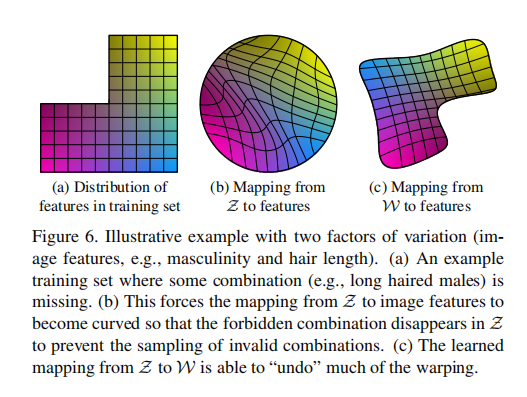 (a) Distribution of
features in training set
(b) Mapping from
𝒵 to features
(c) Mapping from
𝒲 to features
Figure 6. Illustrative example with two factors of variation (im-
age features, e.g., masculinity and hair length). (a) An example
training set where some combination (e.g., long haired males) is
missing. (b) This forces the mapping from 𝒵 to image features to
become curved so that the forbidden combination disappears in 𝒵
to prevent the sampling of invalid combinations. (c) The learned
mapping from 𝒵 to 𝒲 is able to “undo” much of the warping.